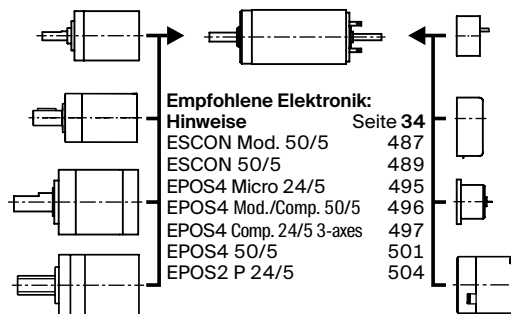 Empfohlene Elektronik:
Hinweise Seite 34
ESCON Mod. 50/5 487
ESCON 50/5 489
EPOS4 Micro 24/5 495
EPOS4 Mod./Comp. 50/5 496
EPOS4 Comp. 24/5 3-axes 497
EPOS4 50/5 501
EPOS2 P 24/5 504